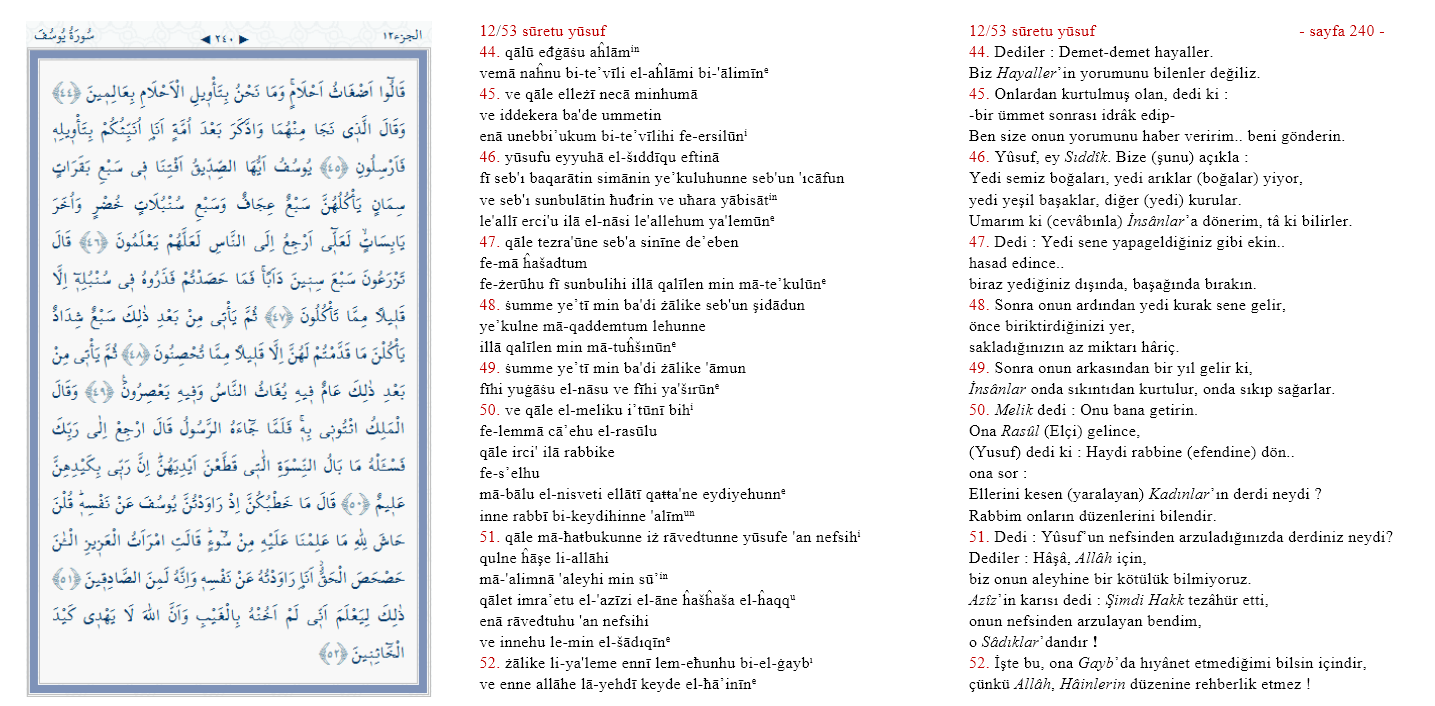 سُورَةُ يُوسُفَ
٢٤٠
الجزء١٢
قَالُٓوا اَضْغَاثُ اَحْلَامٍۚ وَمَا نَحْنُ بِتَأْو۪يلِ الْاَحْلَامِ بِعَالِم۪ينَ ﴿٤٤﴾
وَقَالَ الَّذ۪ي نَجَا مِنْهُمَا وَادَّكَرَ بَعْدَ اُمَّةٍ اَنَا۬ اُنَبِّئُكُمْ بِتَأْو۪يلِه۪
فَاَرْسِلُونِ ﴿٤٥﴾ يُوسُفُ اَيُّهَا الصِّدّ۪يقُ اَفْتِنَا ف۪ي سَبْعِ بَقَرَاتٍ
سِمَانٍ يَأْكُلُهُنَّ سَبْعٌ عِجَافٌ وَسَبْعِ سُنْبُلَاتٍ خُضْرٍ وَاُخَرَ
يَابِسَاتٍۙ لَعَلّ۪ٓي اَرْجِعُ اِلَى النَّاسِ لَعَلَّهُمْ يَعْلَمُونَ ﴿٤٦﴾ قَالَ
تَزْرَعُونَ سَبْعَ سِن۪ينَ دَاَبًاۚ فَمَا حَصَدْتُمْ فَذَرُوهُ ف۪ي سُنْبُلِه۪ٓ اِلَّا
قَل۪يلًا مِمَّا تَأْكُلُونَ ﴿٤٧﴾ ثُمَّ يَأْت۪ي مِنْ بَعْدِ ذٰلِكَ سَبْعٌ شِدَادٌ
يَأْكُلْنَ مَا قَدَّمْتُمْ لَهُنَّ اِلَّا قَل۪يلًا مِمَّا تُحْصِنُونَ ﴿٤٨﴾ ثُمَّ يَأْت۪ي مِنْ
بَعْدِ ذٰلِكَ عَامٌ ف۪يهِ يُغَاثُ النَّاسُ وَف۪يهِ يَعْصِرُونَ۟ ﴿٤٩﴾ وَقَالَ
الْمَلِكُ ائْتُون۪ي بِه۪ۚ فَلَمَّا جَٓاءَهُ الرَّسُولُ قَالَ ارْجِعْ اِلٰى رَبِّكَ
فَسْـَٔلْهُ مَا بَالُ النِّسْوَةِ الّٰت۪ي قَطَّعْنَ اَيْدِيَهُنَّۜ اِنَّ رَبّ۪ي بِكَيْدِهِنَّ
عَل۪يمٌ ﴿٥٠﴾ قَالَ مَا خَطْبُكُنَّ اِذْ رَاوَدْتُنَّ يُوسُفَ عَنْ نَفْسِه۪ۜ قُلْنَ
حَاشَ لِلّٰهِ مَا عَلِمْنَا عَلَيْهِ مِنْ سُٓوءٍۜ قَالَتِ امْرَاَتُ الْعَز۪يزِ الْـٰٔنَ
حَصْحَصَ الْحَقُّۘ اَنَا۬ رَاوَدْتُهُ عَنْ نَفْسِه۪ وَاِنَّهُ لَمِنَ الصَّادِق۪ينَ ﴿٥١﴾
ذٰلِكَ لِيَعْلَمَ اَنّ۪ي لَمْ اَخُنْهُ بِالْغَيْبِ وَاَنَّ اللّٰهَ لَا يَهْد۪ي كَيْدَ
الْخَٓائِن۪ينَ ﴿٥٢﴾
12/53 sūretu yūsuf
44. qālū eđġāśu aĥlāmⁱⁿ
vemā naĥnu bi-te’vīli el-aĥlāmi bi-'ālimīnᵉ
45. ve qāle elleżī necā minhumā
ve iddekera ba'de ummetin
enā unebbi’ukum bi-te’vīlihi fe-ersilūnⁱ
46. yūsufu eyyuhā el-šıddīqu eftinā
fī seb'ı baqarātin simānin ye’kuluhunne seb'un 'ıcāfun
ve seb'ı sunbulātin ħuđrin ve uħara yābisātⁱⁿ
le'allī erci'u ilā el-nāsi le'allehum ya'lemūnᵉ
47. qāle tezra'ūne seb'a sinīne de’eben
fe-mā ĥašadtum
fe-żerūhu fī sunbulihi illā qalīlen min mā-te’kulūnᵉ
48. śumme ye’tī min ba'di żālike seb'un şidādun
ye’kulne mā-qaddemtum lehunne
illā qalīlen min mā-tuĥšınūnᵉ
49. śumme ye’tī min ba'di żālike 'āmun
fīhi yuġāśu el-nāsu ve fīhi ya'šırūnᵉ
50. ve qāle el-meliku i’tūnī bihⁱ
fe-lemmā cā’ehu el-rasūlu
qāle irci' ilā rabbike
fe-s’elhu
mā-bālu el-nisveti ellātī qaŧŧa'ne eydiyehunnᵉ
inne rabbī bi-keydihinne 'alīmᵘⁿ
51. qāle mā-ħaŧbukunne iż rāvedtunne yūsufe 'an nefsihⁱ
qulne ĥāşe li-allāhi
mā-'alimnā 'aleyhi min sū’ⁱⁿ
qālet imra’etu el-'azīzi el-āne ĥašĥaša el-ĥaqqᵘ
enā rāvedtuhu 'an nefsihi
ve innehu le-min el-šādıqīnᵉ
52. żālike li-ya'leme ennī lem-eħunhu bi-el-ġaybⁱ
ve enne allāhe lā-yehdī keyde el-ħā’inīnᵉ
12/53 sūretu yūsuf - sayfa 240 -
44. Dediler : Demet-demet hayaller.
Biz Hayaller’in yorumunu bilenler değiliz.
45. Onlardan kurtulmuş olan, dedi ki :
-bir ümmet sonrası idrâk edip-
Ben size onun yorumunu haber veririm.. beni gönderin.
46. Yûsuf, ey Sıddîk. Bize (şunu) açıkla :
Yedi semiz boğaları, yedi arıklar (boğalar) yiyor,
yedi yeşil başaklar, diğer (yedi) kurular.
Umarım ki (cevâbınla) İnsânlar’a dönerim, tâ ki bilirler.
47. Dedi : Yedi sene yapageldiğiniz gibi ekin..
hasad edince..
biraz yediğiniz dışında, başağında bırakın.
48. Sonra onun ardından yedi kurak sene gelir,
önce biriktirdiğinizi yer,
sakladığınızın az miktarı hâriç.
49. Sonra onun arkasından bir yıl gelir ki,
İnsânlar onda sıkıntıdan kurtulur, onda sıkıp sağarlar.
50. Melik dedi : Onu bana getirin.
Ona Rasûl (Elçi) gelince,
(Yusuf) dedi ki : Haydi rabbine (efendine) dön..
ona sor :
Ellerini kesen (yaralayan) Kadınlar’ın derdi neydi ?
Rabbim onların düzenlerini bilendir.
51. Dedi : Yûsuf’un nefsinden arzuladığınızda derdiniz neydi?
Dediler : Hâşâ, Allâh için,
biz onun aleyhine bir kötülük bilmiyoruz.
Azîz’in karısı dedi : Şimdi Hakk tezâhür etti,
onun nefsinden arzulayan bendim,
o Sâdıklar’dandır !
52. İşte bu, ona Gayb’da hıyânet etmediğimi bilsin içindir,
çünkü Allâh, Hâinlerin düzenine rehberlik etmez !